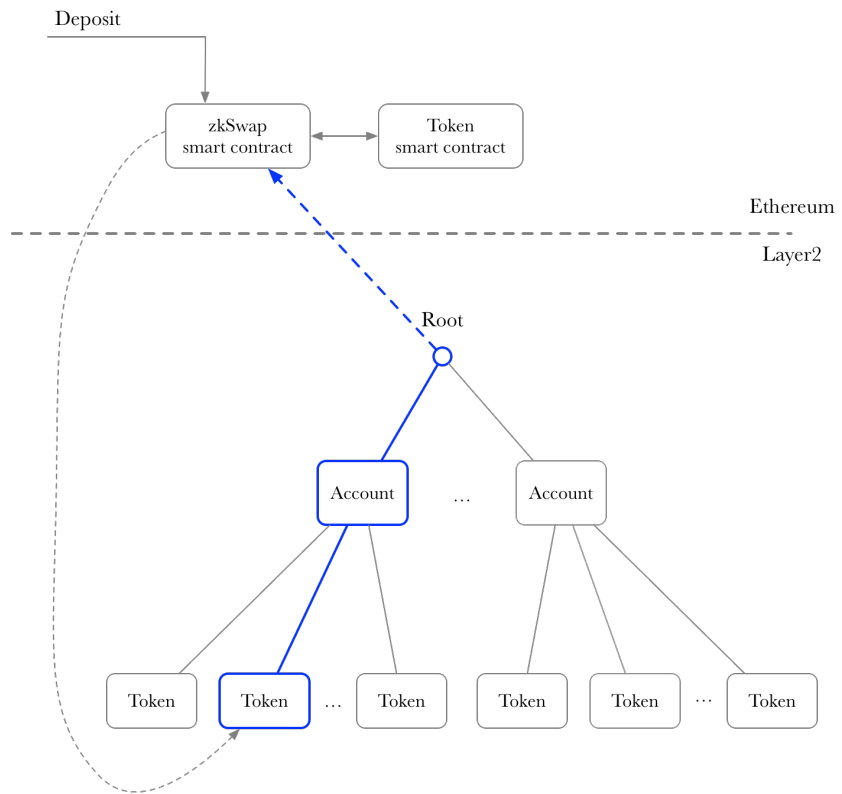 Deposit
zkSwap
smart contract
Token
smart contract
Ethereum
Layer2
Root
Account
...
Account
Token
Token
...
Token
Token
Token
...
Token